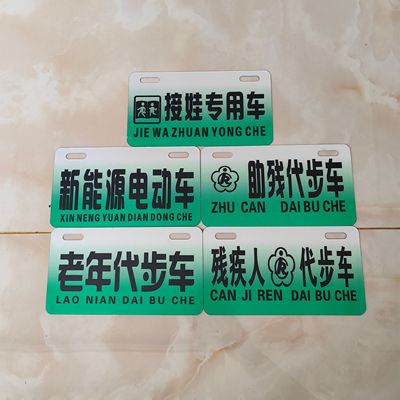 接娃专用车
JIE WA ZHUAN YONG CHE
新能源电动车
XIN NENG YUAN DIAN DONG CHE
助残代步车
ZHU CAN DAI BU CHE
老年代步车
LAO NIAN DAI BU CHE
残疾人代步车
CAN JI REN DAI BU CHE